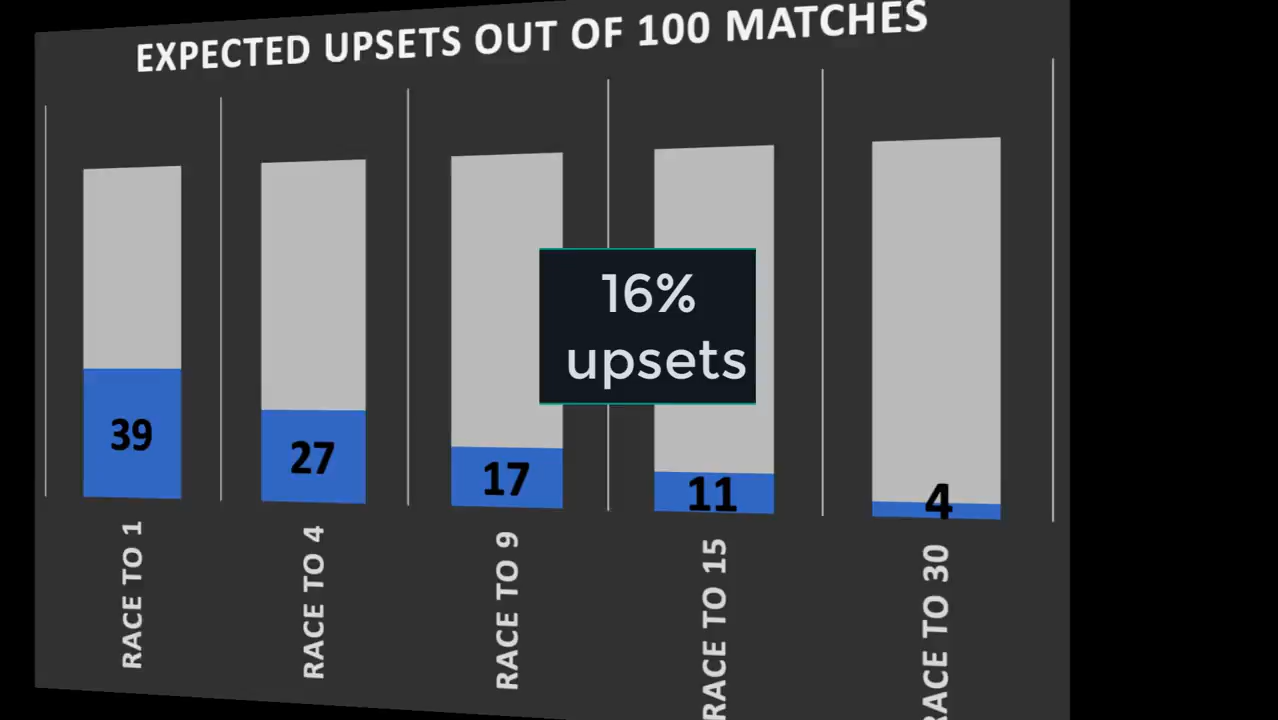 EXPECTED UPSETS OUT OF 100 MATCHES
16%
upsets
39
27
17
11
4
RACE TO 1
RACE TO 4
RACE TO 9
RACE TO 15
RACE TO 30